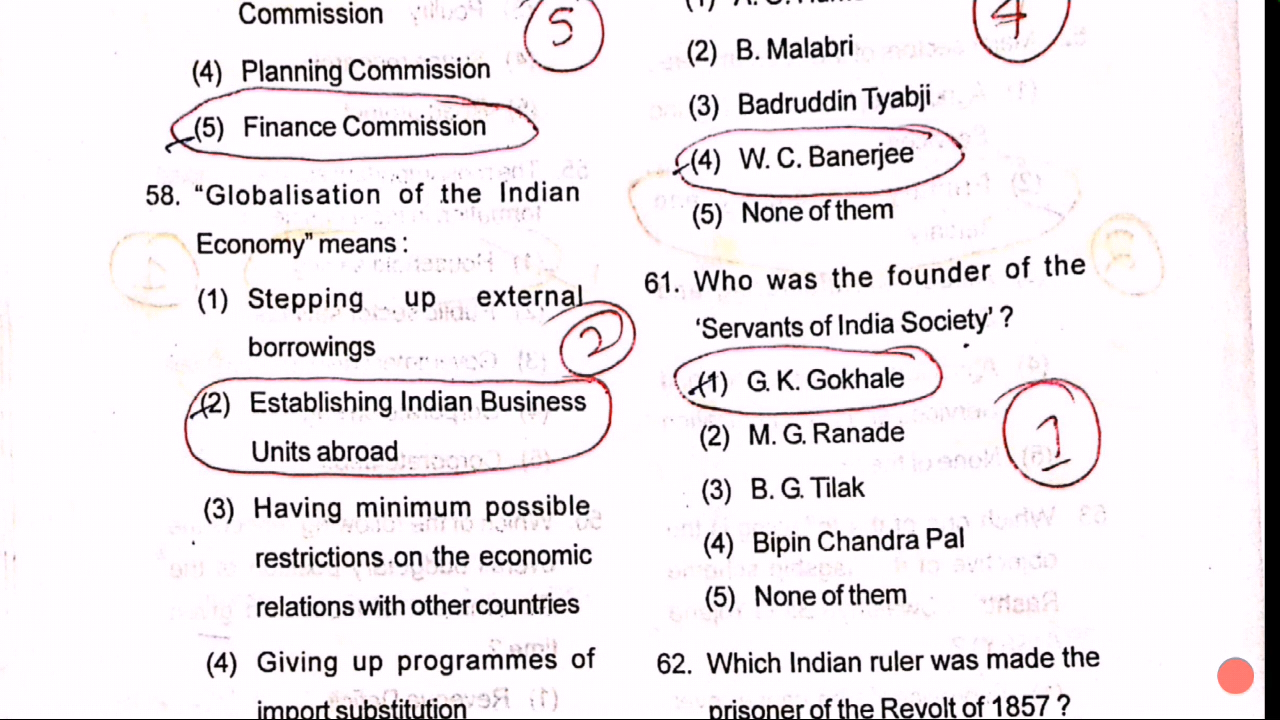 Commission
5
(4) Planning Commission
(5) Finance Commission
58. "Globalisation of the Indian
Economy" means :
(1) Stepping up external
borrowings
2
(2) Establishing Indian Business
Units abroad
(3) Having minimum possible
restrictions on the economic
relations with other countries
(4) Giving up programmes of
import substitution
4
(2) B. Malabri
(3) Badruddin Tyabji
(4) W. C. Banerjee
(5) None of them
61. Who was the founder of the
'Servants of India Society' ?
(1) G. K. Gokhale
1
(2) M. G. Ranade
(3) B. G. Tilak
(4) Bipin Chandra Pal
(5) None of them
62. Which Indian ruler was made the
prisoner of the Revolt of 1857 ?